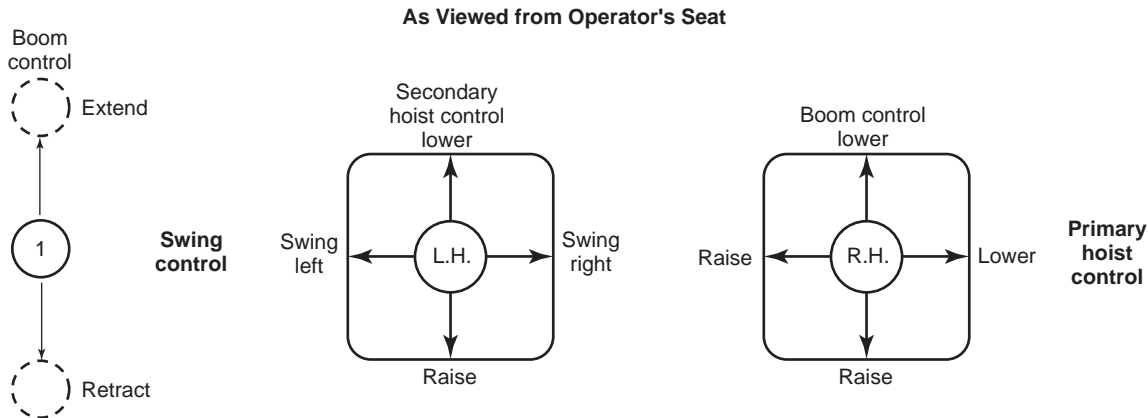 As Viewed from Operator's Seat
Boom
control
Extend
1
Retract
Swing
control
Secondary
hoist control
lower
Swing
left
L.H.
Swing
right
Raise
Boom control
lower
Raise
R.H.
Lower
Raise
Primary
hoist
control